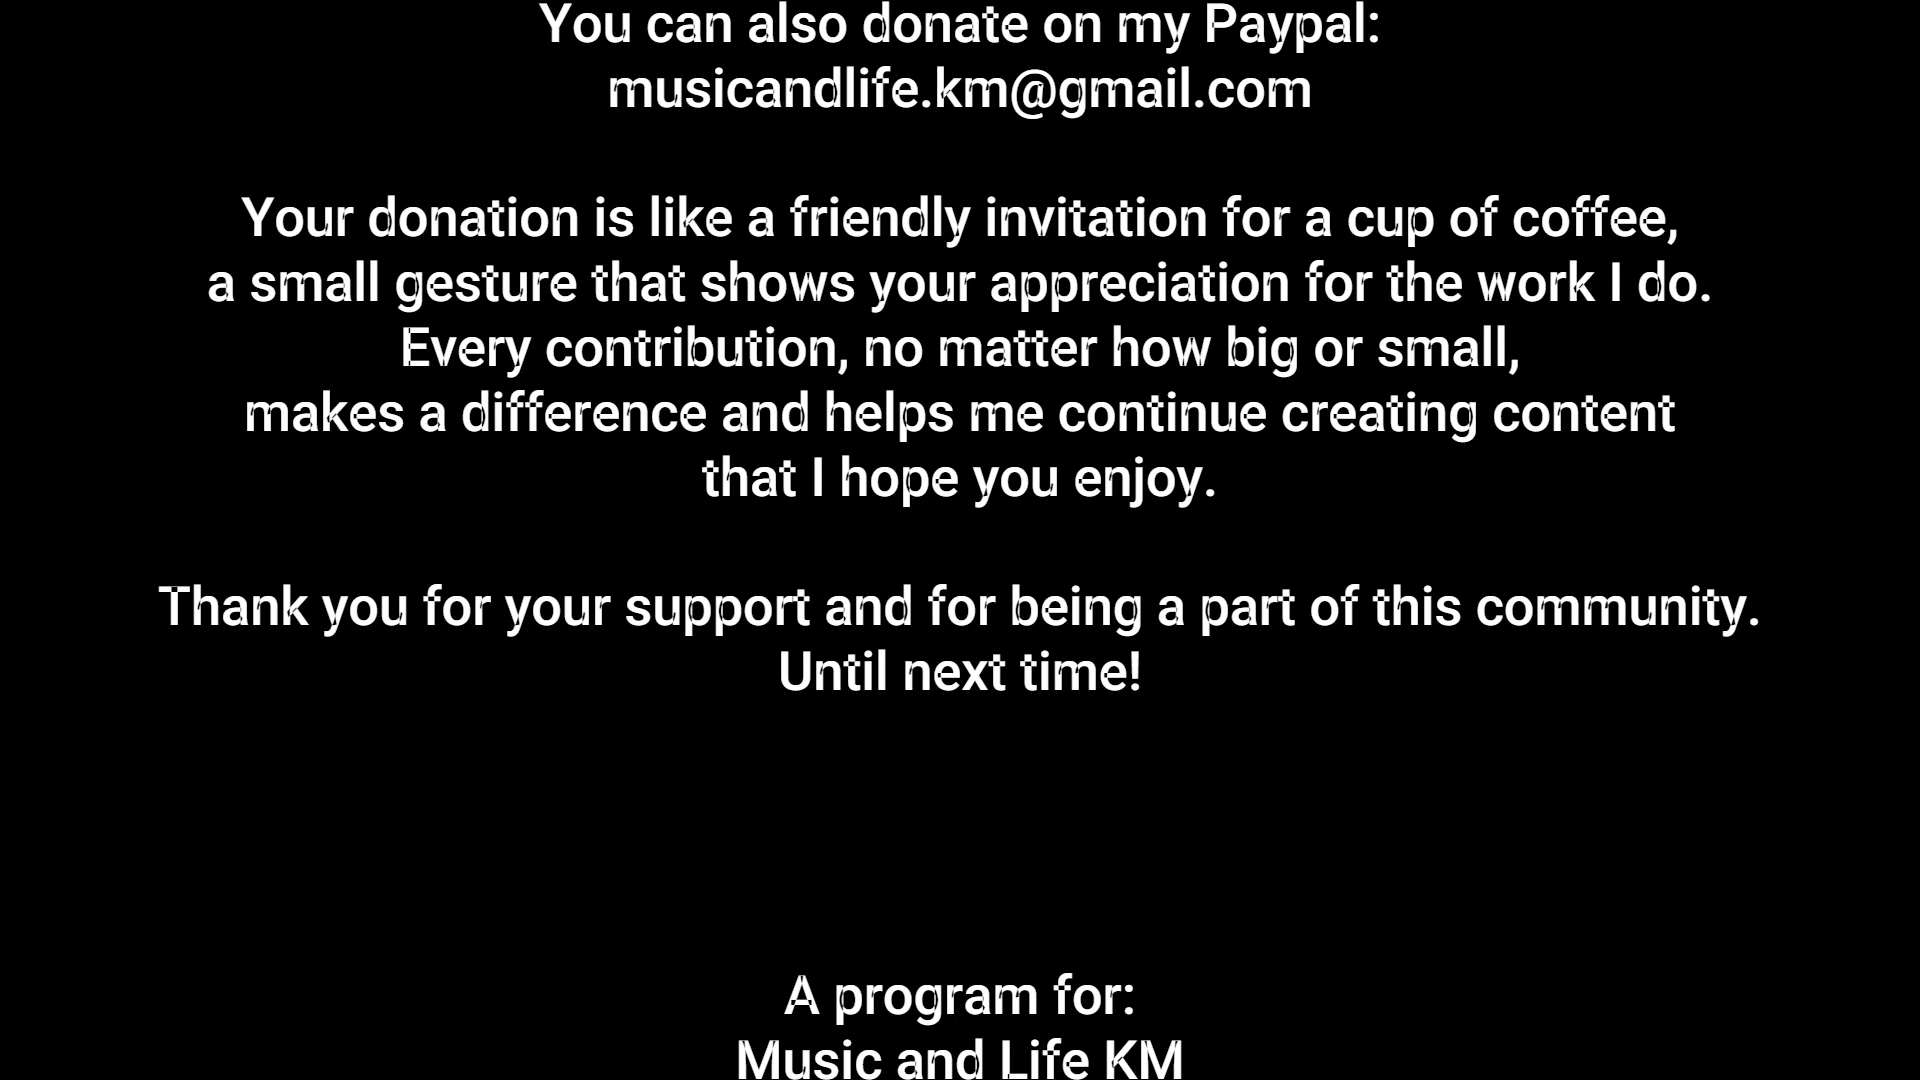 You can also donate on my Paypal:
musicandlife.km@gmail.com
Your donation is like a friendly invitation for a cup of coffee,
a small gesture that shows your appreciation for the work I do.
Every contribution, no matter how big or small,
makes a difference and helps me continue creating content
that I hope you enjoy.
Thank you for your support and for being a part of this community.
Until next time!
A program for:
Music and Life KM